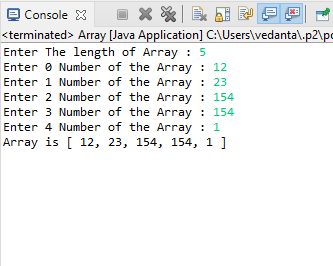 Console
<terminated> Array [Java Application] C:\Users\vedanta\.p2\po
Enter The length of Array : 5
Enter 0 Number of the Array : 12
Enter 1 Number of the Array : 23
Enter 2 Number of the Array : 154
Enter 3 Number of the Array : 154
Enter 4 Number of the Array : 1
Array is [ 12, 23, 154, 154, 1 ]